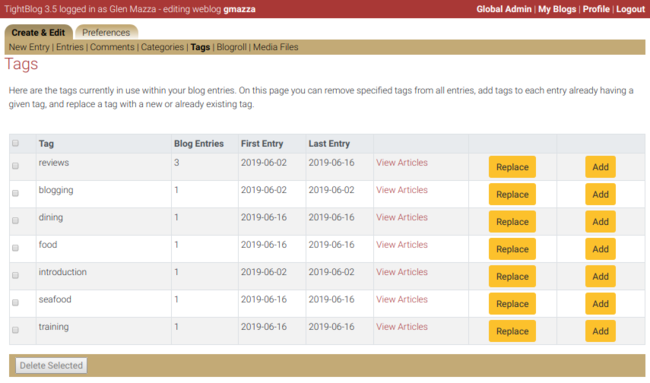 TightBlog 3.5 logged in as Glen Mazza - editing weblog gmazza Global Admin | My Blogs | Profile | Logout
Create & Edit Preferences
New Entry | Entries | Comments | Categories | Tags | Blogroll | Media Files
Tags
Here are the tags currently in use within your blog entries. On this page you can remove specified tags from all entries, add tags to each entry already having a
given tag, and replace a tag with a new or already existing tag.
Tag Blog Entries First Entry Last Entry
reviews 3 2019-06-02 2019-06-16 View Articles Replace Add
blogging 1 2019-06-02 2019-06-02 View Articles Replace Add
dining 1 2019-06-16 2019-06-16 View Articles Replace Add
food 1 2019-06-16 2019-06-16 View Articles Replace Add
introduction 1 2019-06-02 2019-06-02 View Articles Replace Add
seafood 1 2019-06-16 2019-06-16 View Articles Replace Add
training 1 2019-06-16 2019-06-16 View Articles Replace Add
Delete Selected